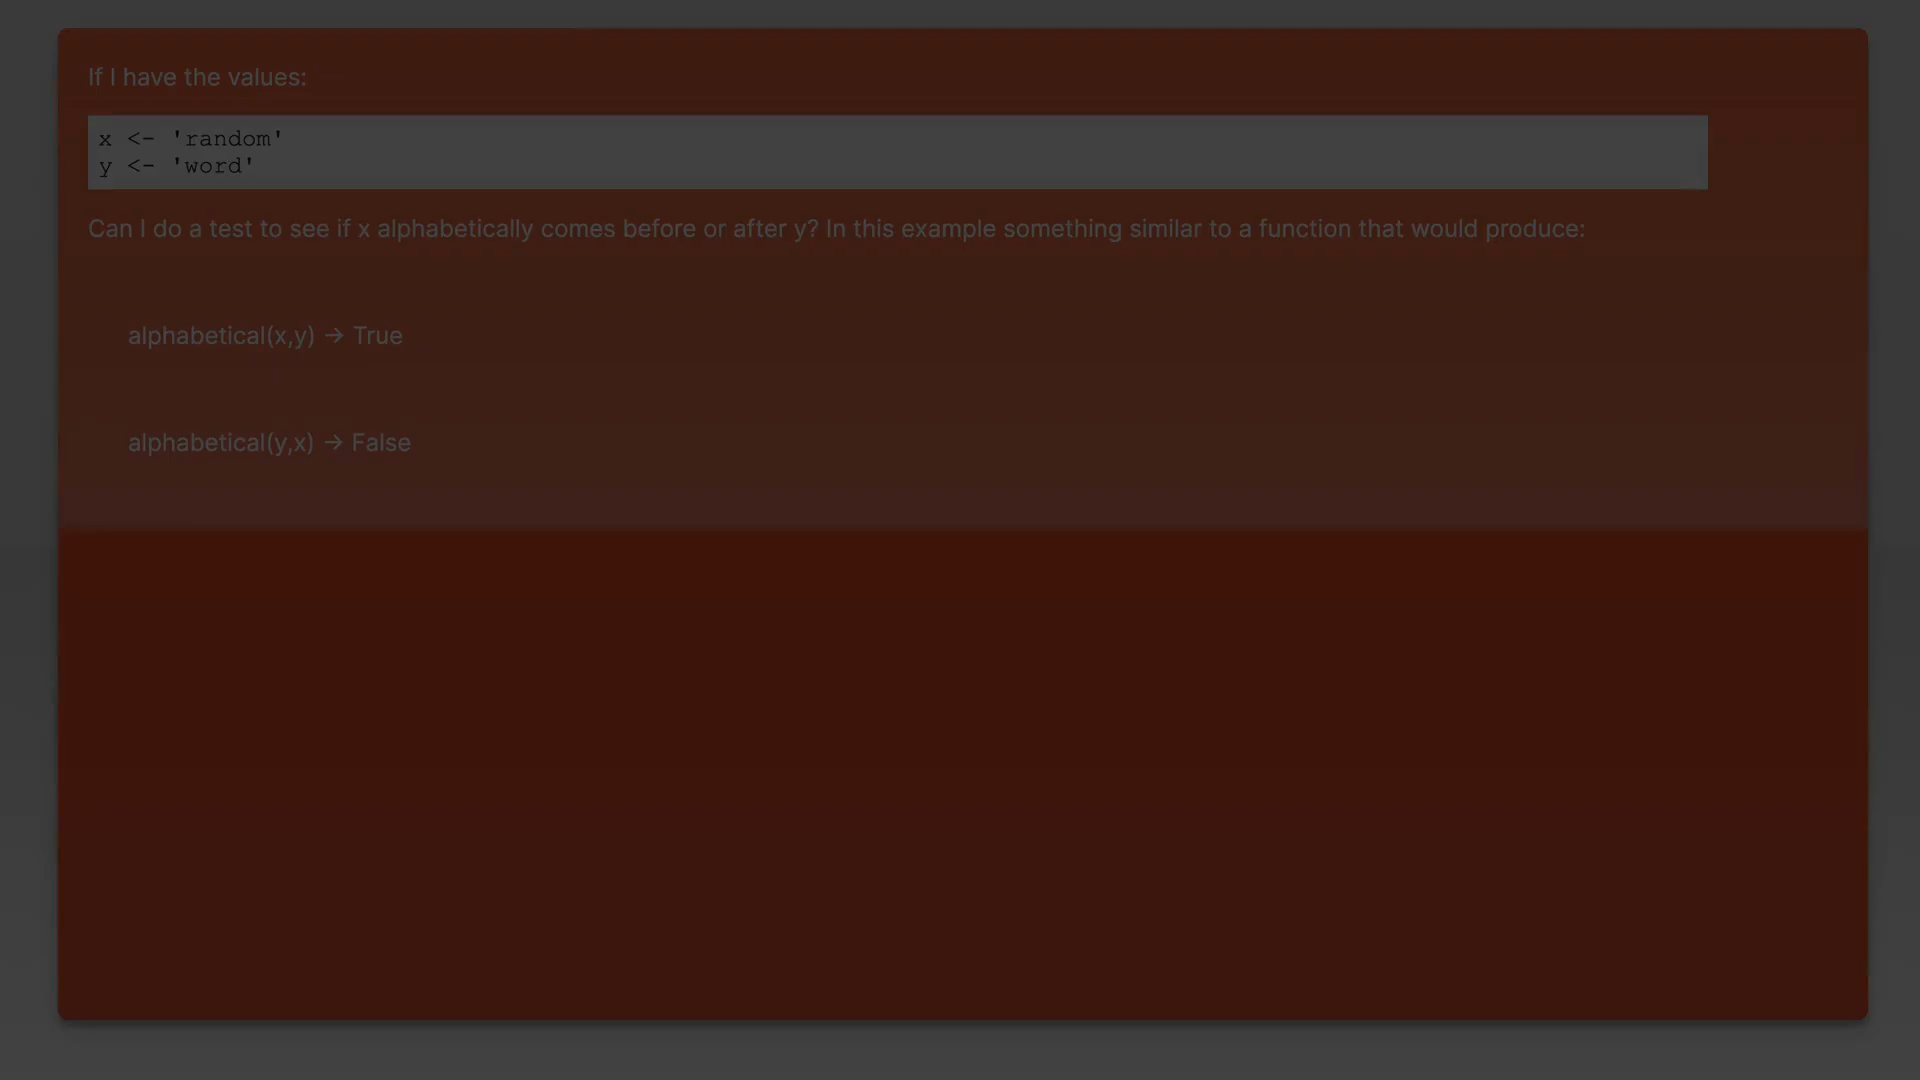 If I have the values:
x <- 'random'
y <- 'word'
Can I do a test to see if x alphabetically comes before or after y? In this example something similar to a function that would produce:
alphabetical(x,y) → True
alphabetical(y,x) → False